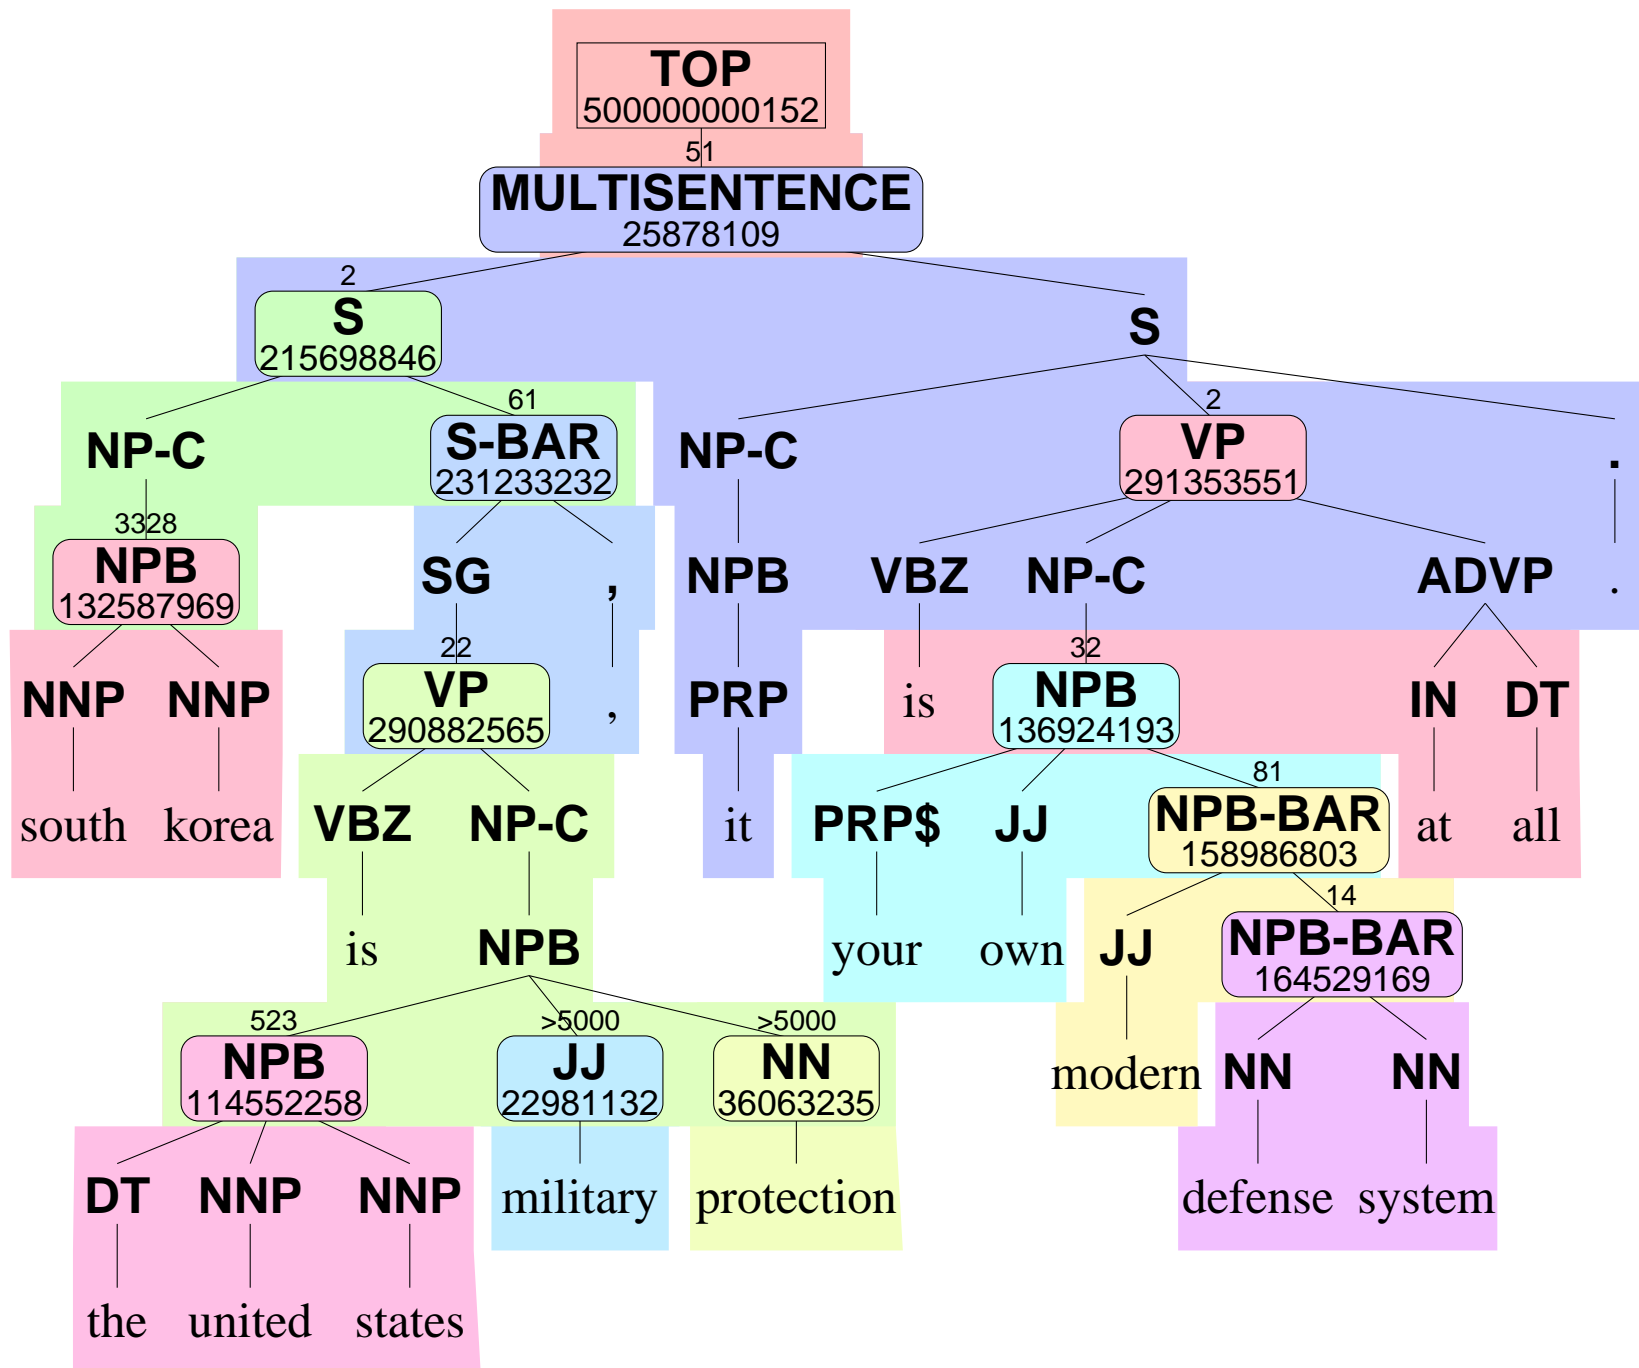 TOP
500000000152
51
MULTISENTENCE
25878109
2
S
215698846
S
61
2
NP-C
S-BAR
231233232
NP-C
VP
291353551
.
3328
NPB
132587969
SG
,
NPB
VBZ
NP-C
ADVP
.
22
32
NNP
NNP
VP
290882565
,
PRP
is
NPB
136924193
IN
DT
81
south
korea
VBZ
NP-C
it
PRP$
JJ
NPB-BAR
158986803
at
all
14
is
NPB
your
own
JJ
NPB-BAR
164529169
523
>5000
>5000
NPB
114552258
JJ
22981132
NN
36063235
modern
NN
NN
DT
NNP
NNP
military
protection
defense
system
the
united
states